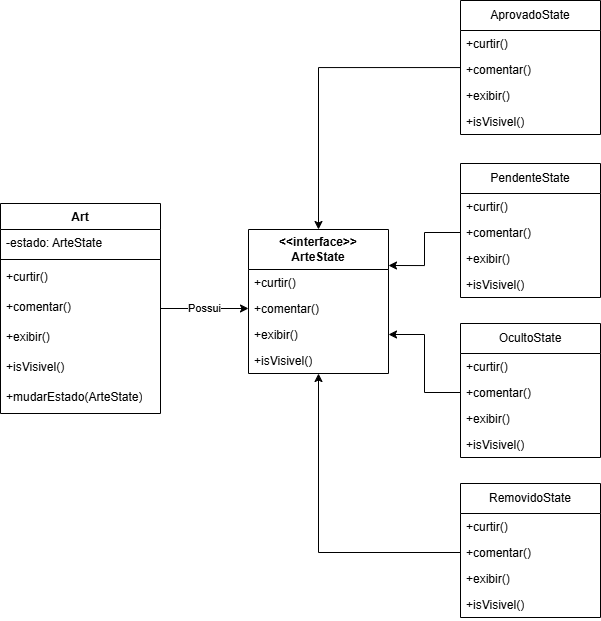 Art
-estado: ArteState
+curtir()
+comentar()
+exibir()
+isVisivel()
+mudarEstado(ArteState)
Possui
<<interface>>
ArteState
+curtir()
+comentar()
+exibir()
+isVisivel()
AprovadoState
+curtir()
+comentar()
+exibir()
+isVisivel()
PendenteState
+curtir()
+comentar()
+exibir()
+isVisivel()
OcultoState
+curtir()
+comentar()
+exibir()
+isVisivel()
RemovidoState
+curtir()
+comentar()
+exibir()
+isVisivel()